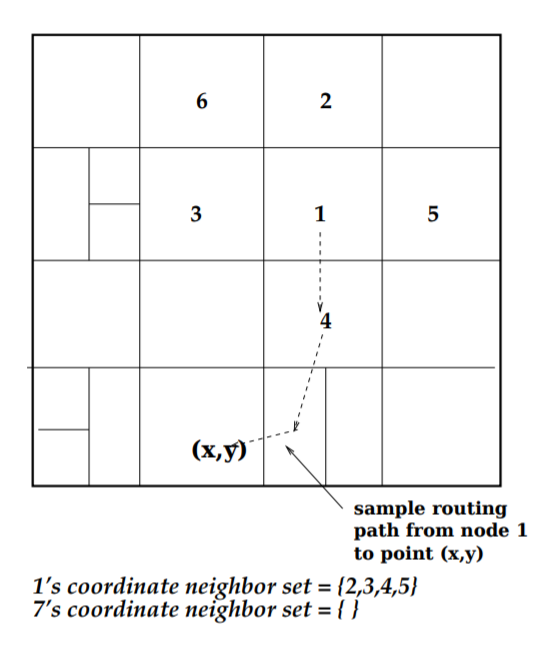 6 2
3 1 5
4
(x,y)
sample routing
path from node 1
to point (x,y)
1's coordinate neighbor set = {2,3,4,5}
7's coordinate neighbor set = { }